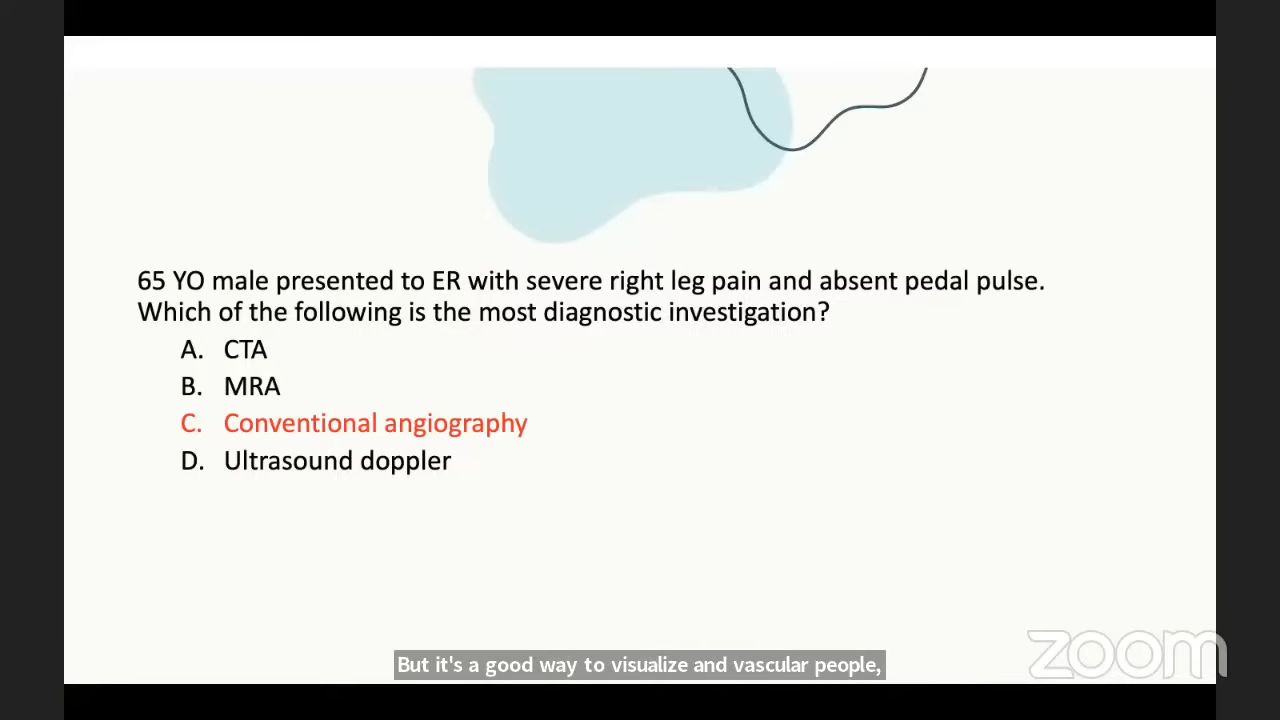 65 YO male presented to ER with severe right leg pain and absent pedal pulse.
Which of the following is the most diagnostic investigation?
A. CTA
B. MRA
C. Conventional angiography
D. Ultrasound doppler
But it's a good way to visualize and vascular people,
zoom